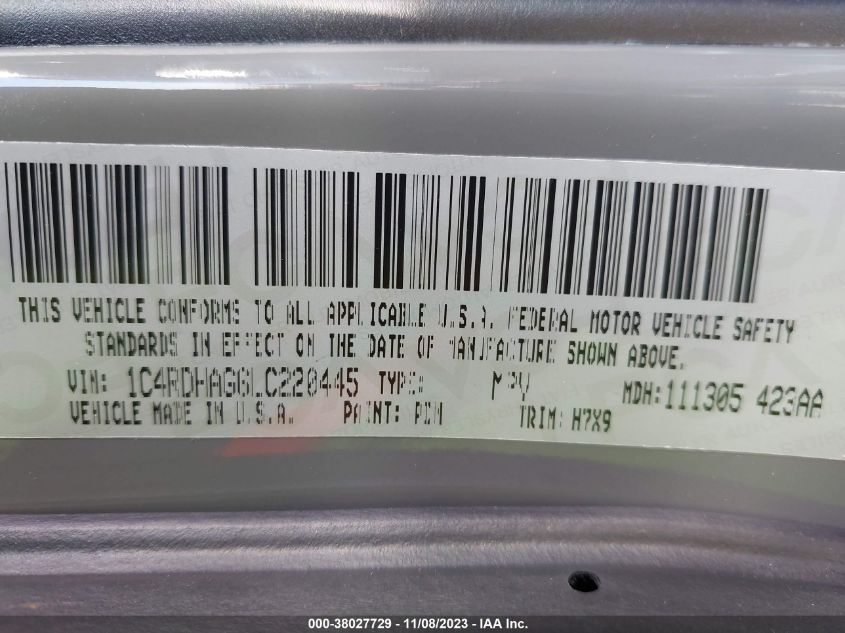 THIS VEHICLE CONFORMS TO ALL APPLICABLE U.S.A. FEDERAL MOTOR VEHICLE SAFETY
STANDARDS IN EFFECT ON THE DATE OF MANUFACTURE SHOWN ABOVE.
VIN: 1C4RDHAG6LC220445 TYPE: MPV MDH: 111305 423AA
VEHICLE MADE IN U.S.A. PAINT: PDN TRIM: H7X9
000-38027729 - 11/08/2023 - IAA Inc.